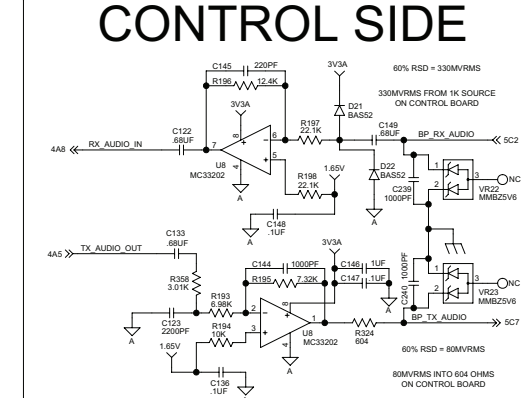 CONTROL SIDE
C145 220PF
R196 12.4K
3V3A
60% RSD = 330MVRMS
330MVRMS FROM 1K SOURCE
ON CONTROL BOARD
D21
BAS52
3V3A
C122
.68UF
4A8 RX_AUDIO_IN
7
8
6
5
4
U8
MC33202
A
R197
22.1K
C149
.68UF
BP_RX_AUDIO
5C2
D22
BAS52
A
1.65V
R198
22.1K
C148
.1UF
A
C239
1000PF
1
2
3
NC
VR22
MMBZ5V6
C133
.68UF
4A5 TX_AUDIO_OUT
R358
3.01K
C144 1000PF
R195 7.32K
3V3A
C146 1UF
C147 .1UF
A
C240 1000PF
1
2
3
NC
VR23
MMBZ5V6
R193
6.98K
C123
2200PF
A
R194
10K
2
3
8
1
4
U8
MC33202
A
R324
604
BP_TX_AUDIO
5C7
1.65V
C136
.1UF
A
60% RSD = 80MVRMS
80MVRMS INTO 604 OHMS
ON CONTROL BOARD